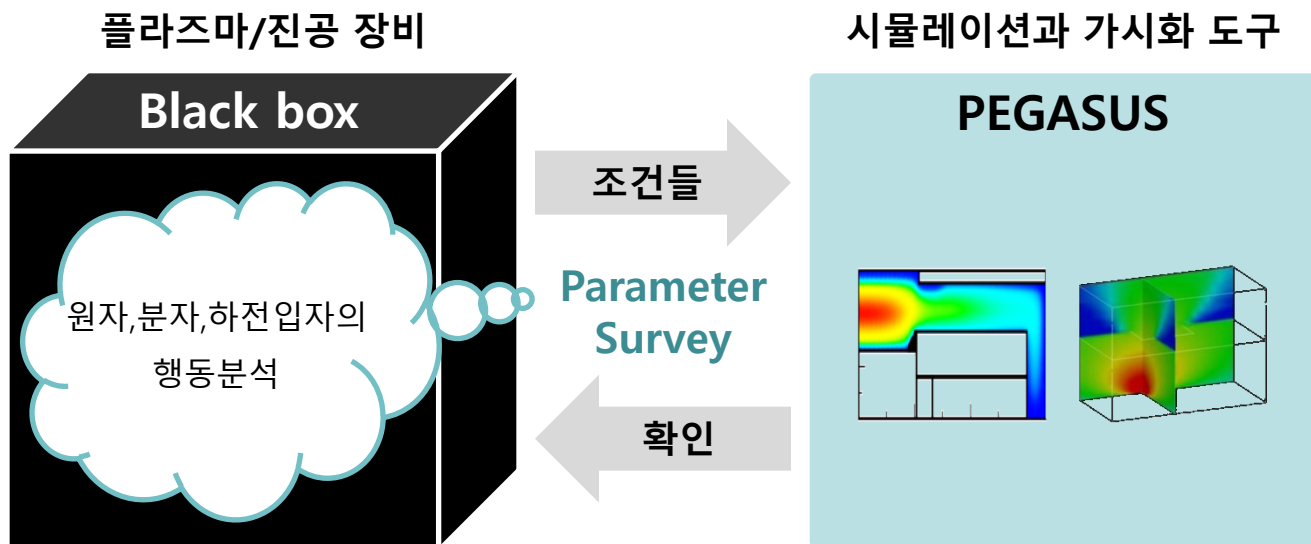 플라즈마/진공 장비
Black box
원자,분자,하전입자의
행동분석
조건들
Parameter
Survey
확인
시뮬레이션과 가시화 도구
PEGASUS